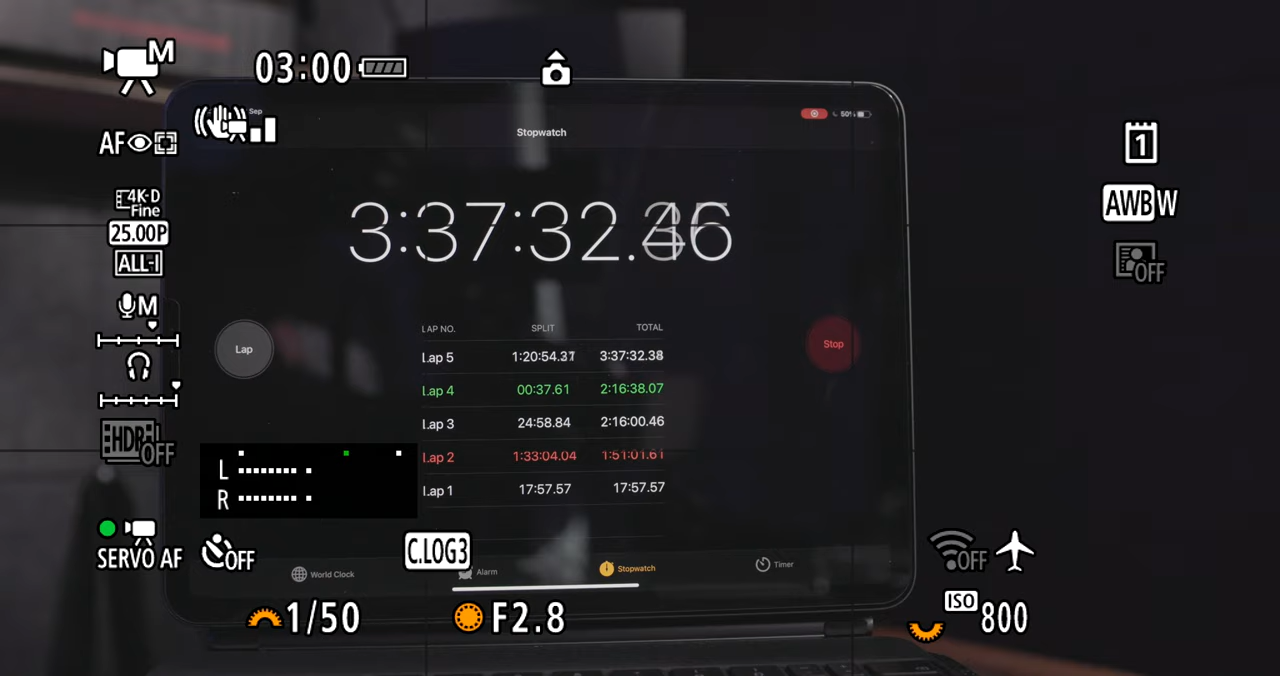 M
03:00
Sep
50%
Stopwatch
AF
1
4K-D
Fine
AWBW
25.00P
3:37:32.
ALL-I
OFF
M
LAP NO. SPLIT TOTAL
Lap
Lap 5 1:20:54.37 3:37:32.38
Stop
Lap 4 00:37.61 2:16:38.07
Lap 3 24:58.84 2:16:00.46
HDR OFF
Lap 2 1:33:04.04 1:51:01.61
L
Lap 1 17:57.57 17:57.57
R
SERVO AF
OFF
C.LOG3
OFF
World Clock
Alarm
Stopwatch
Timer
1/50
F2.8
ISO 800